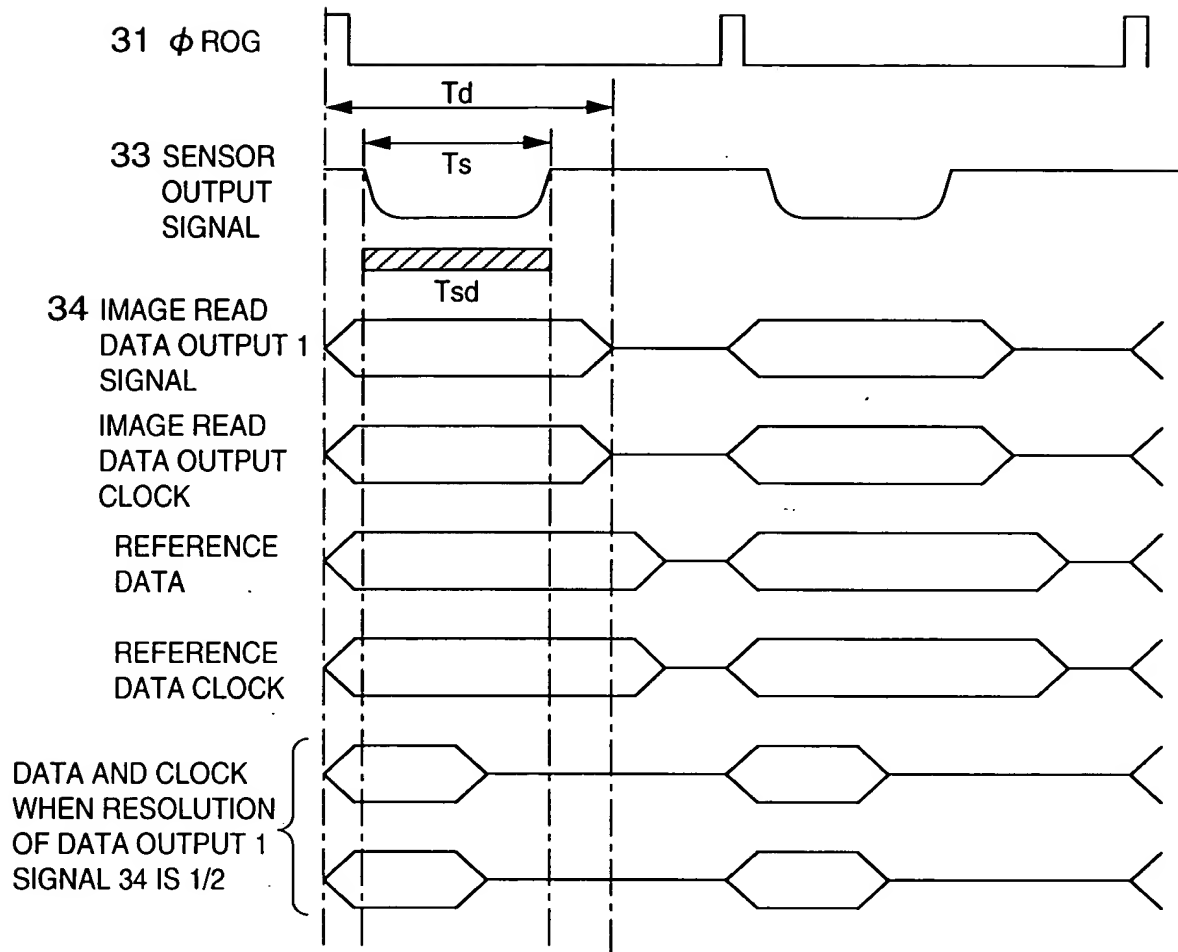 31 ϕ ROG
Td
33 SENSOR
OUTPUT
SIGNAL
Ts
Tsd
34 IMAGE READ
DATA OUTPUT 1
SIGNAL
IMAGE READ
DATA OUTPUT
CLOCK
REFERENCE
DATA
REFERENCE
DATA CLOCK
DATA AND CLOCK
WHEN RESOLUTION
OF DATA OUTPUT 1
SIGNAL 34 IS 1/2